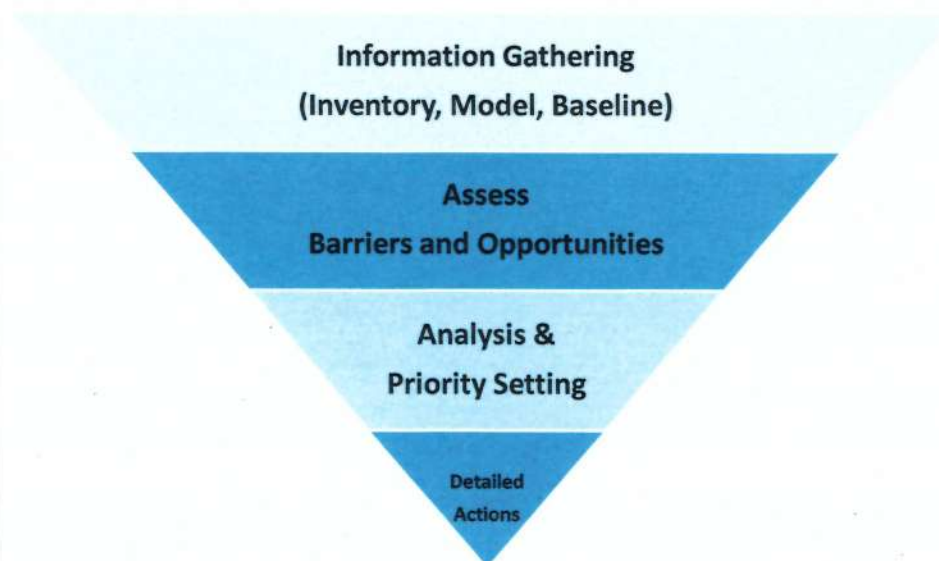 Information Gathering
(Inventory, Model, Baseline)
Assess
Barriers and Opportunities
Analysis &
Priority Setting
Detailed
Actions